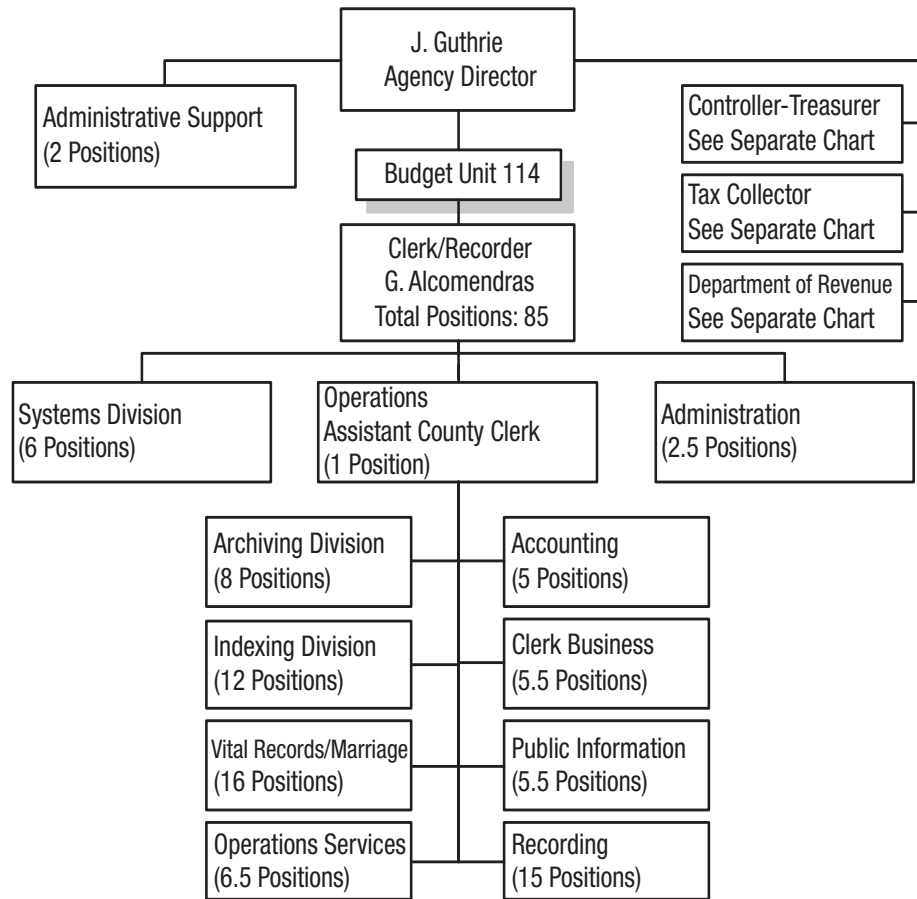 J. Guthrie
Agency Director
Administrative Support
(2 Positions)
Controller-Treasurer
See Separate Chart
Budget Unit 114
Tax Collector
See Separate Chart
Clerk/Recorder
G. Alcomendras
Total Positions: 85
Department of Revenue
See Separate Chart
Systems Division
(6 Positions)
Operations
Assistant County Clerk
(1 Position)
Administration
(2.5 Positions)
Archiving Division
(8 Positions)
Accounting
(5 Positions)
Indexing Division
(12 Positions)
Clerk Business
(5.5 Positions)
Vital Records/Marriage
(16 Positions)
Public Information
(5.5 Positions)
Operations Services
(6.5 Positions)
Recording
(15 Positions)